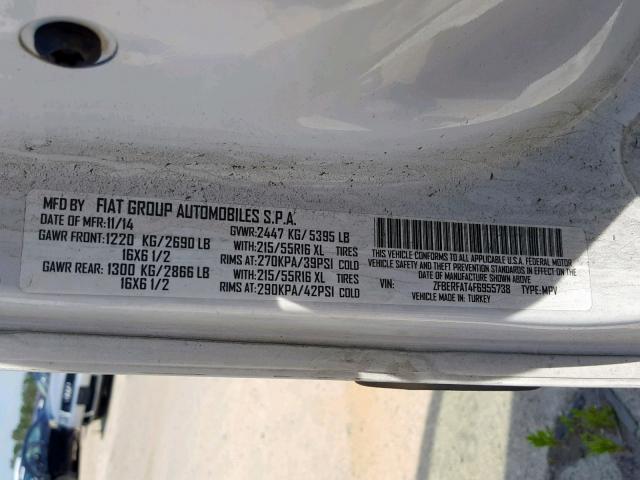 MFD BY FIAT GROUP AUTOMOBILES S.P.A.
DATE OF MFR:11/14 GVWR:2447 KG/5395 LB
GAWR FRONT:1220 KG/2690 LB WITH:215/55R16 XL TIRES
16X6 1/2 RIMS AT:270KPA/39PSI COLD
GAWR REAR: 1300 KG/2866 LB WITH:215/55R16 XL TIRES
16X6 1/2 RIMS AT:290KPA/42PSI COLD
THIS VEHICLE CONFORMS TO ALL APPLICABLE U.S.A. FEDERAL MOTOR
VEHICLE SAFETY AND THEFT PREVENTION STANDARDS IN EFFECT ON THE
DATE OF MANUFACTURE SHOWN ABOVE
VIN: ZFBERFAT4F6955738 TYPE: MPV
VEHICLE MADE IN: TURKEY